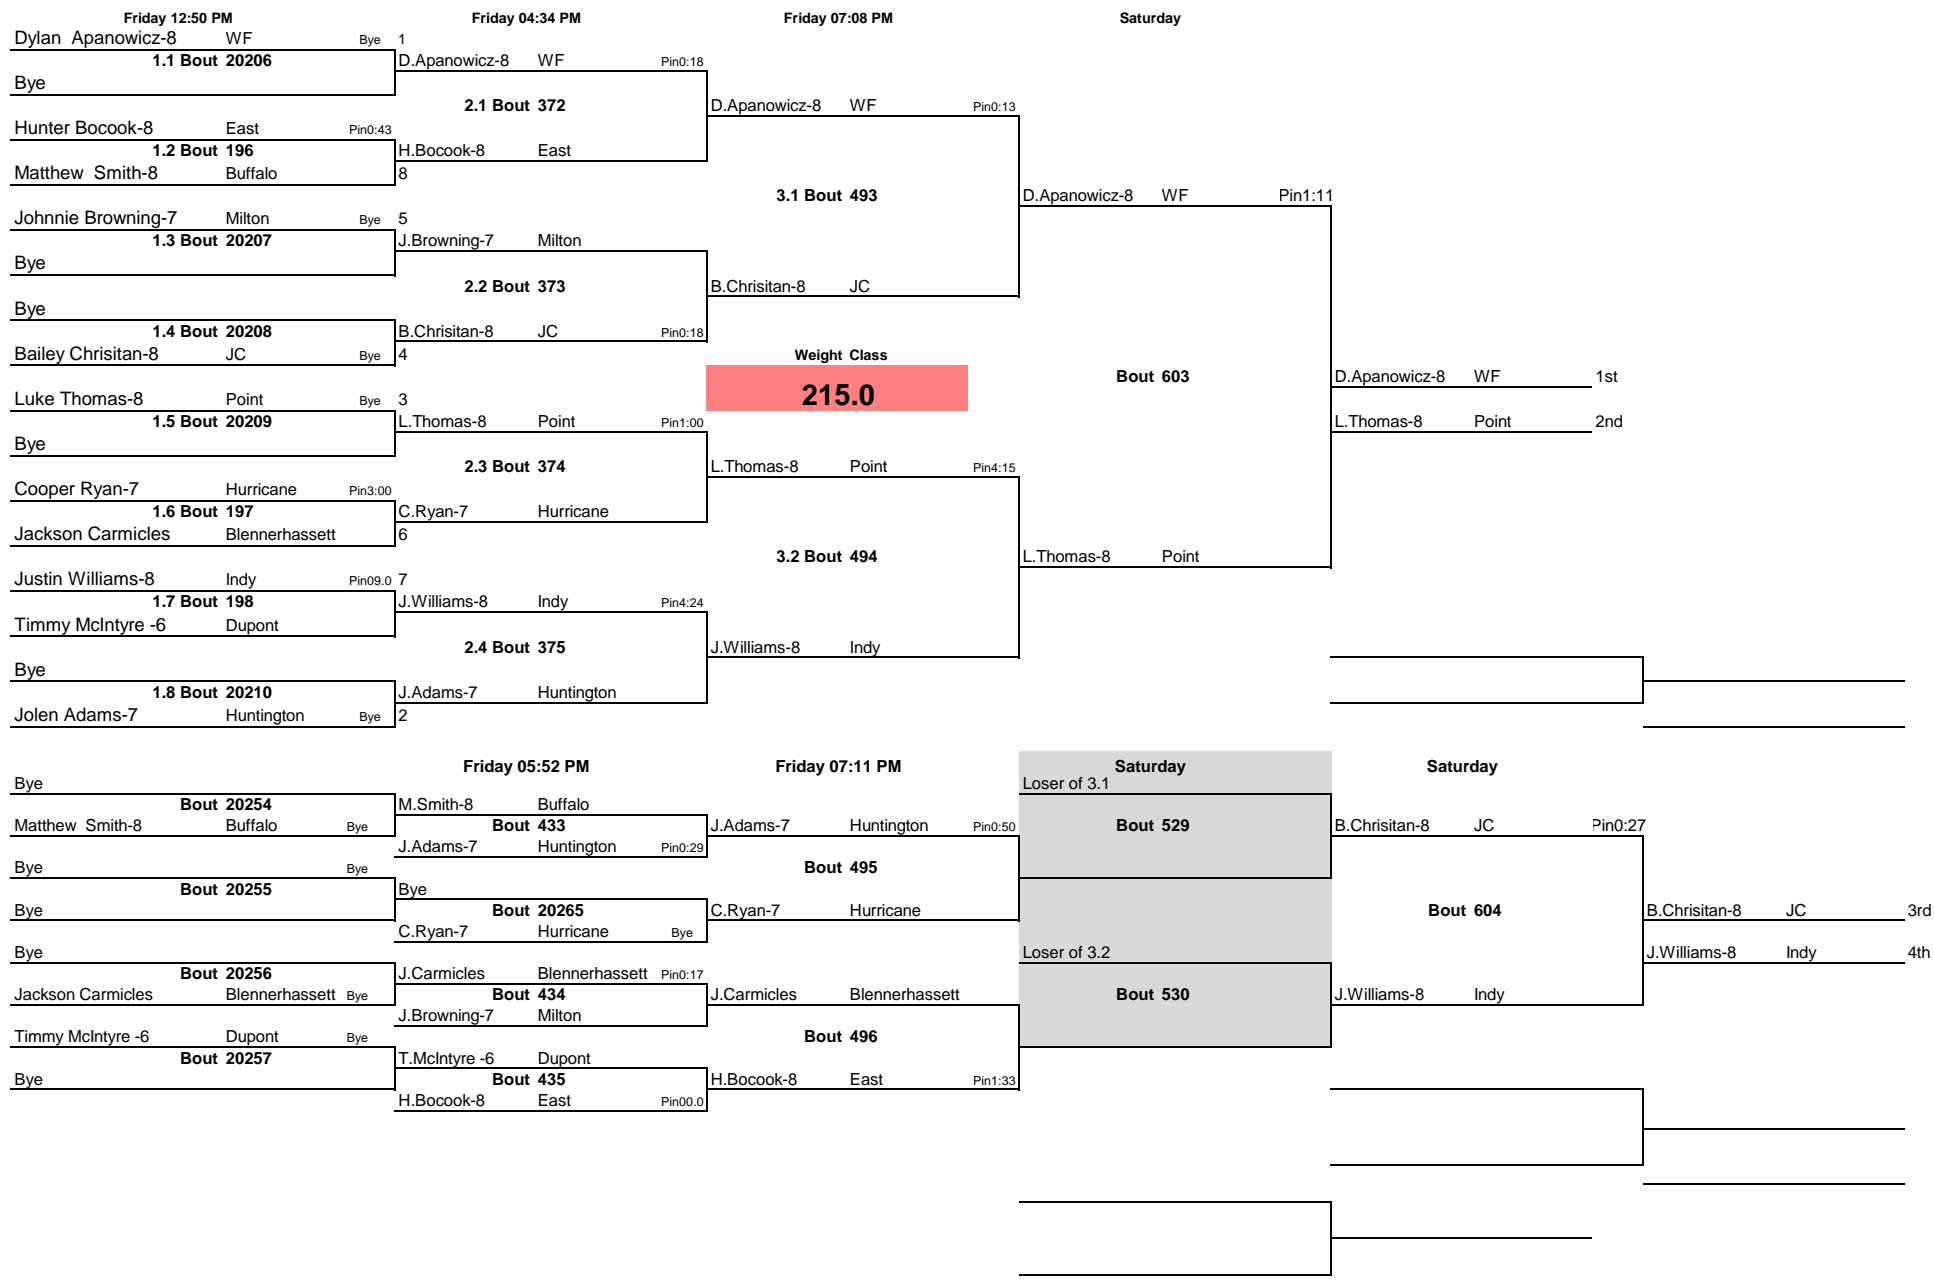 Friday 12:50 PM Friday 04:34 PM Friday 07:08 PM Saturday
Dylan Apanowicz-8 WF Bye 1
1.1 Bout 20206 D.Apanowicz-8 WF Pin0:18
Bye
2.1 Bout 372 D.Apanowicz-8 WF Pin0:13
Hunter Bocook-8 East Pin0:43
1.2 Bout 196 H.Bocook-8 East
Matthew Smith-8 Buffalo 8
3.1 Bout 493 D.Apanowicz-8 WF Pin1:11
Johnnie Browning-7 Milton Bye 5
1.3 Bout 20207 J.Browning-7 Milton
Bye
2.2 Bout 373 B.Chrisitan-8 JC
Bye
1.4 Bout 20208 B.Chrisitan-8 JC Pin0:18
Bailey Chrisitan-8 JC Bye 4 Weight Class
Bout 603 D.Apanowicz-8 WF 1st
Luke Thomas-8 Point Bye 3 215.0
1.5 Bout 20209 L.Thomas-8 Point Pin1:00 L.Thomas-8 Point 2nd
Bye
2.3 Bout 374 L.Thomas-8 Point Pin4:15
Cooper Ryan-7 Hurricane Pin3:00
1.6 Bout 197 C.Ryan-7 Hurricane
Jackson Carmicles Blennerhassett 6
3.2 Bout 494 L.Thomas-8 Point
Justin Williams-8 Indy Pin09.0 7
1.7 Bout 198 J.Williams-8 Indy Pin4:24
Timmy McIntyre -6 Dupont
2.4 Bout 375 J.Williams-8 Indy
Bye
1.8 Bout 20210 J.Adams-7 Huntington
Jolen Adams-7 Huntington Bye 2
Friday 05:52 PM Friday 07:11 PM Saturday Saturday
Bye Loser of 3.1
Bout 20254 M.Smith-8 Buffalo
Matthew Smith-8 Buffalo Bye Bout 433 J.Adams-7 Huntington Pin0:50 Bout 529 B.Chrisitan-8 JC Pin0:27
J.Adams-7 Huntington Pin0:29
Bye Bye Bout 495
Bout 20255 Bye
Bye Bout 20265 C.Ryan-7 Hurricane Bout 604 B.Chrisitan-8 JC 3rd
C.Ryan-7 Hurricane Bye
Bye Loser of 3.2 J.Williams-8 Indy 4th
Bout 20256 J.Carmicles Blennerhassett Pin0:17
Jackson Carmicles Blennerhassett Bye Bout 434 J.Carmicles Blennerhassett Bout 530 J.Williams-8 Indy
J.Browning-7 Milton
Timmy McIntyre -6 Dupont Bye Bout 496
Bout 20257 T.McIntyre -6 Dupont
Bye Bout 435 H.Bocook-8 East Pin1:33
H.Bocook-8 East Pin00.0